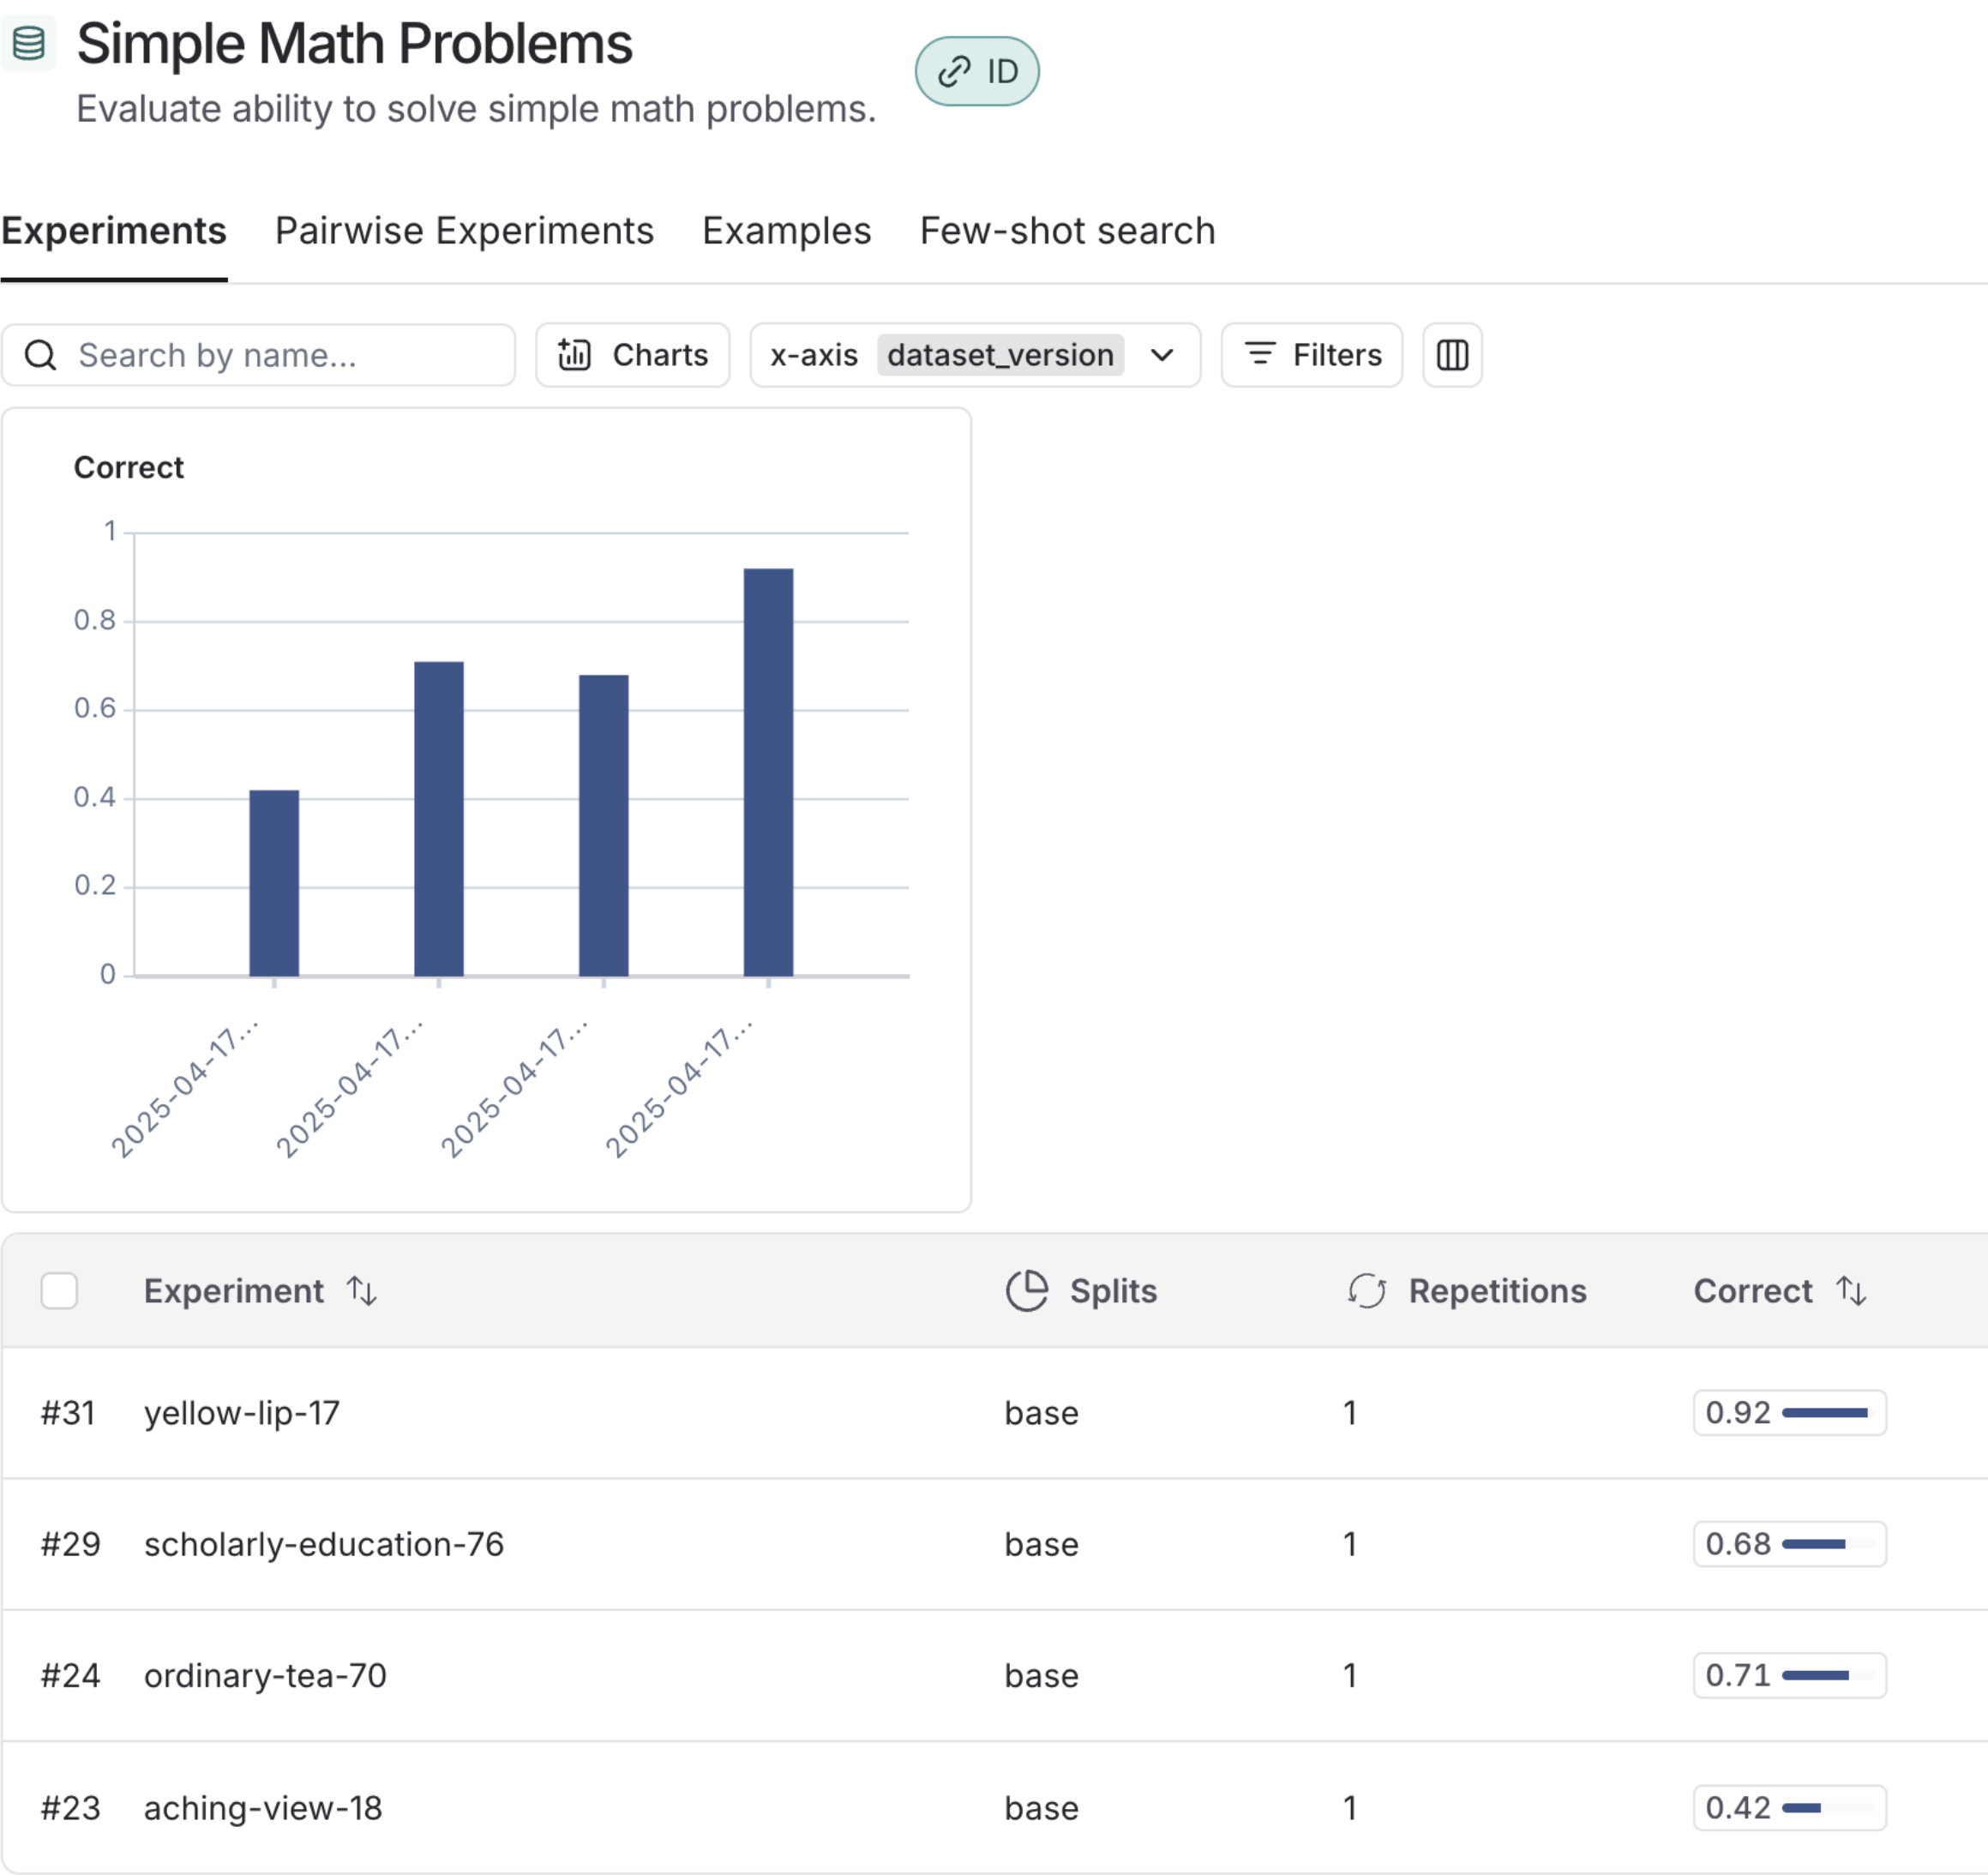 Simple Math Problems
ID
Evaluate ability to solve simple math problems.
Experiments Pairwise Experiments Examples Few-shot search
Search by name... Charts x-axis dataset_version Filters
Correct
1
0.8
0.6
0.4
0.2
0
2025-04-17... 2025-04-17... 2025-04-17... 2025-04-17...
Experiment Splits Repetitions Correct
#31 yellow-lip-17 base 1 0.92
#29 scholarly-education-76 base 1 0.68
#24 ordinary-tea-70 base 1 0.71
#23 aching-view-18 base 1 0.42